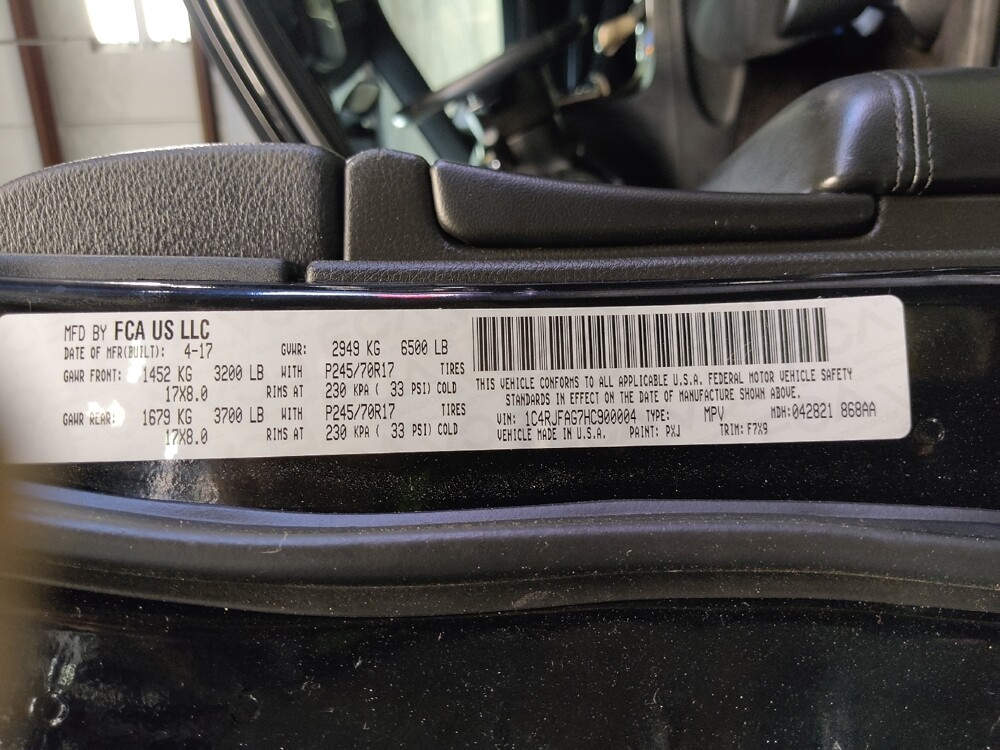 MFD BY FCA US LLC
DATE OF MFR(BUILT): 4-17 GVWR: 2949 KG 6500 LB
GAWR FRONT: 1452 KG 3200 LB WITH P245/70R17 TIRES
17X8.0 RIMS AT 230 KPA ( 33 PSI) COLD
GAWR REAR: 1679 KG 3700 LB WITH P245/70R17 TIRES
17X8.0 RIMS AT 230 KPA ( 33 PSI) COLD
THIS VEHICLE CONFORMS TO ALL APPLICABLE U.S.A. FEDERAL MOTOR VEHICLE SAFETY
STANDARDS IN EFFECT ON THE DATE OF MANUFACTURE SHOWN ABOVE.
VIN: 1C4RJFAG7HC900004 TYPE: MPV MDH:042821 868AA
VEHICLE MADE IN U.S.A. PAINT: PXJ TRIM: F7X9